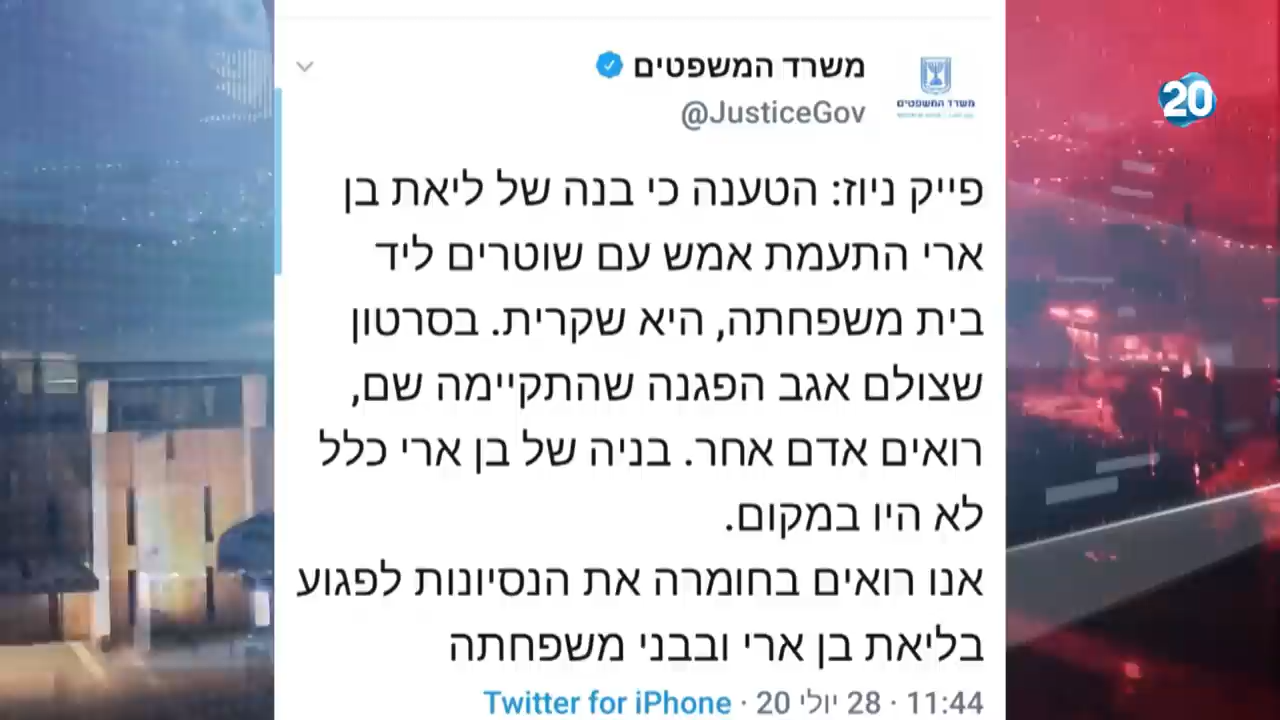 משרד המשפטים
@JusticeGov
משרד המשפטים
20
פייק ניוז: הטענה כי בנה של ליאת בן
ארי התעמת אמש עם שוטרים ליד
בית משפחתה, היא שקרית. בסרטון
שצולם אגב הפגנה שהתקיימה שם,
רואים אדם אחר. בניה של בן ארי כלל
לא היו במקום.
אנו רואים בחומרה את הנסיונות לפגוע
בליאת בן ארי ובבני משפחתה
11:44 · 28 יולי 20 · Twitter for iPhone